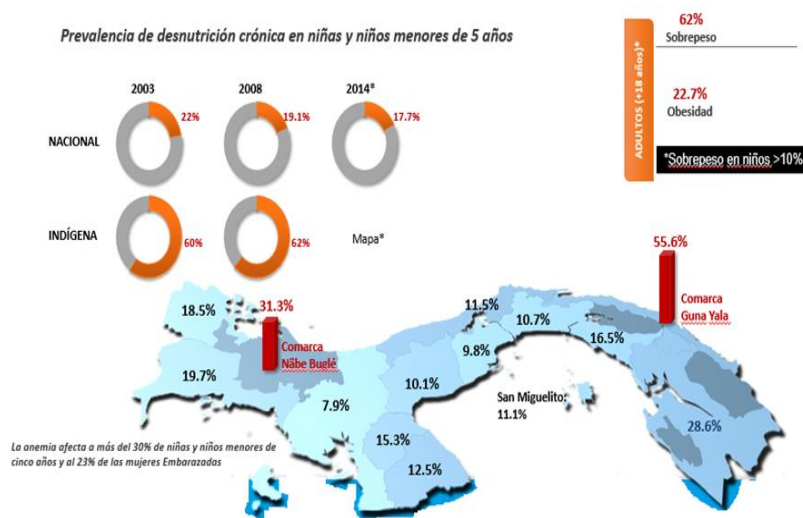 Prevalencia de desnutrición crónica en niñas y niños menores de 5 años
2003
2008
2014*
NACIONAL
22%
19.1%
17.7%
INDÍGENA
60%
62%
Mapa*
ADULTOS (+18 años)*
62%
Sobrepeso
22.7%
Obesidad
*Sobrepeso en niños >10%
55.6%
Comarca
Guna Yala
18.5%
31.3%
Comarca
Näbe Buglé
11.5%
10.7%
16.5%
9.8%
19.7%
10.1%
7.9%
San Miguelito:
11.1%
28.6%
15.3%
12.5%
La anemia afecta a más del 30% de niñas y niños menores de
cinco años y al 23% de las mujeres Embarazadas